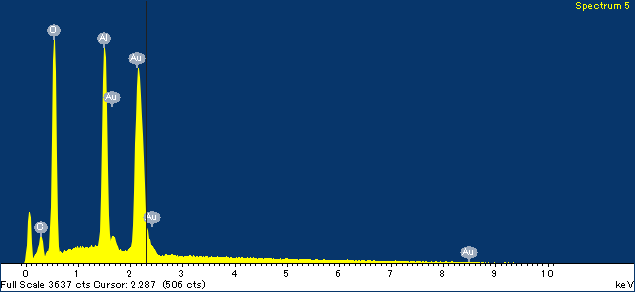 Spectrum 5
O
Al
Au
Au
Au
C
Au
0 1 2 3 4 5 6 7 8 9 10
Full Scale 3637 cts Cursor: 2.287 (506 cts) keV